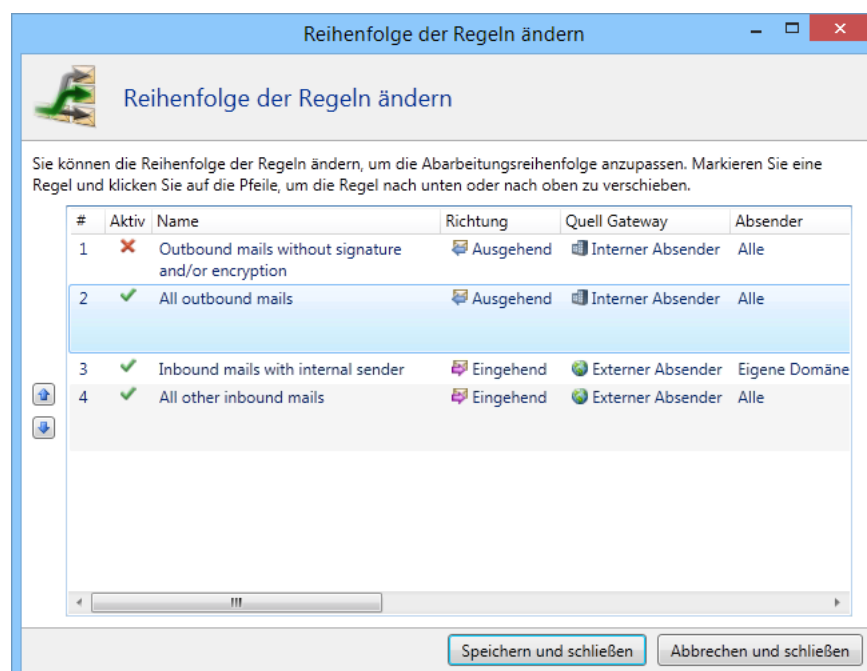 Reihenfolge der Regeln ändern
Reihenfolge der Regeln ändern
Sie können die Reihenfolge der Regeln ändern, um die Abarbeitungsreihenfolge anzupassen. Markieren Sie eine
Regel und klicken Sie auf die Pfeile, um die Regel nach unten oder nach oben zu verschieben.
# Aktiv Name Richtung Quell Gateway Absender
1 Outbound mails without signature Ausgehend Interner Absender Alle
and/or encryption
2 All outbound mails Ausgehend Interner Absender Alle
3 Inbound mails with internal sender Eingehend Externer Absender Eigene Domäne
4 All other inbound mails Eingehend Externer Absender Alle
Speichern und schließen Abbrechen und schließen